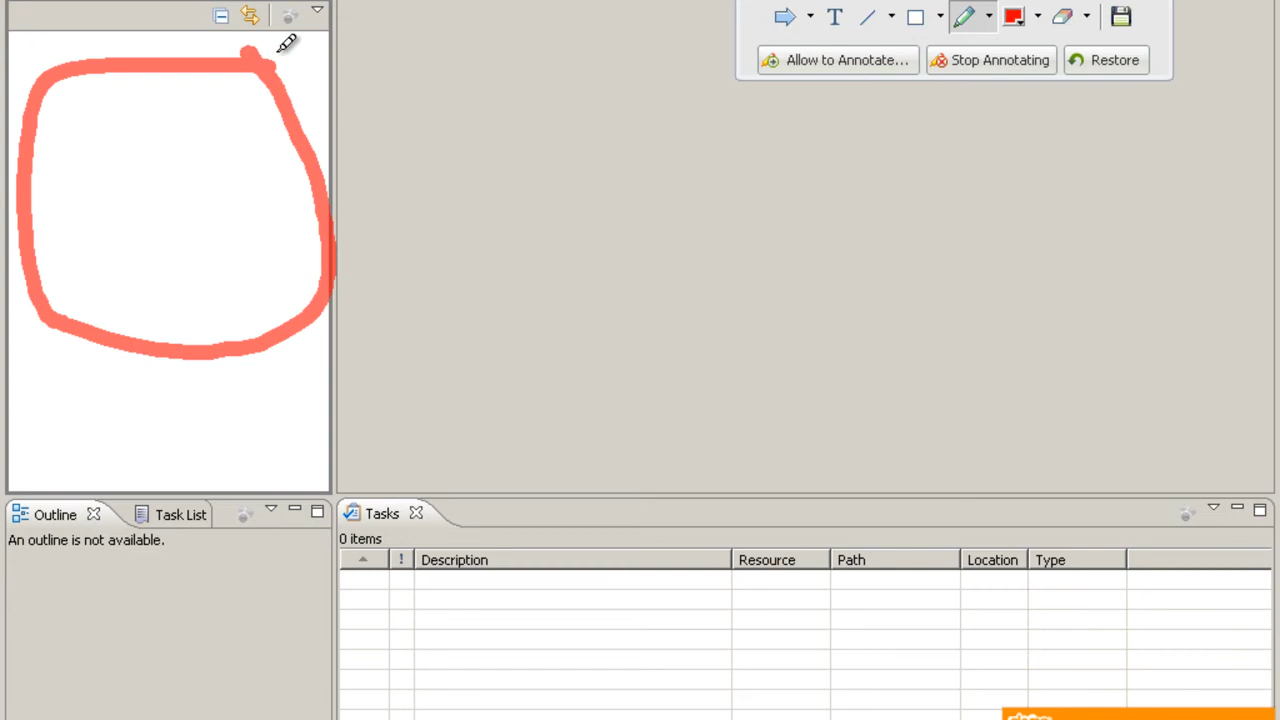 T
Allow to Annotate...
Stop Annotating
Restore
Outline
Task List
An outline is not available.
Tasks
0 items
! Description Resource Path Location Type